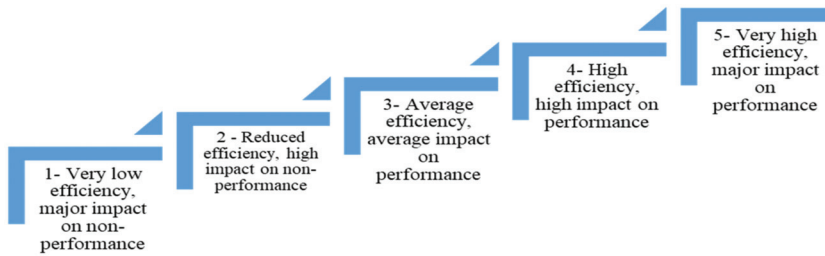 1- Very low
efficiency,
major impact
on non-
performance
2 - Reduced
efficiency, high
impact on non-
performance
3- Average
efficiency,
average impact
on
performance
4- High
efficiency,
high impact on
performance
5- Very high
efficiency,
major impact
on
performance